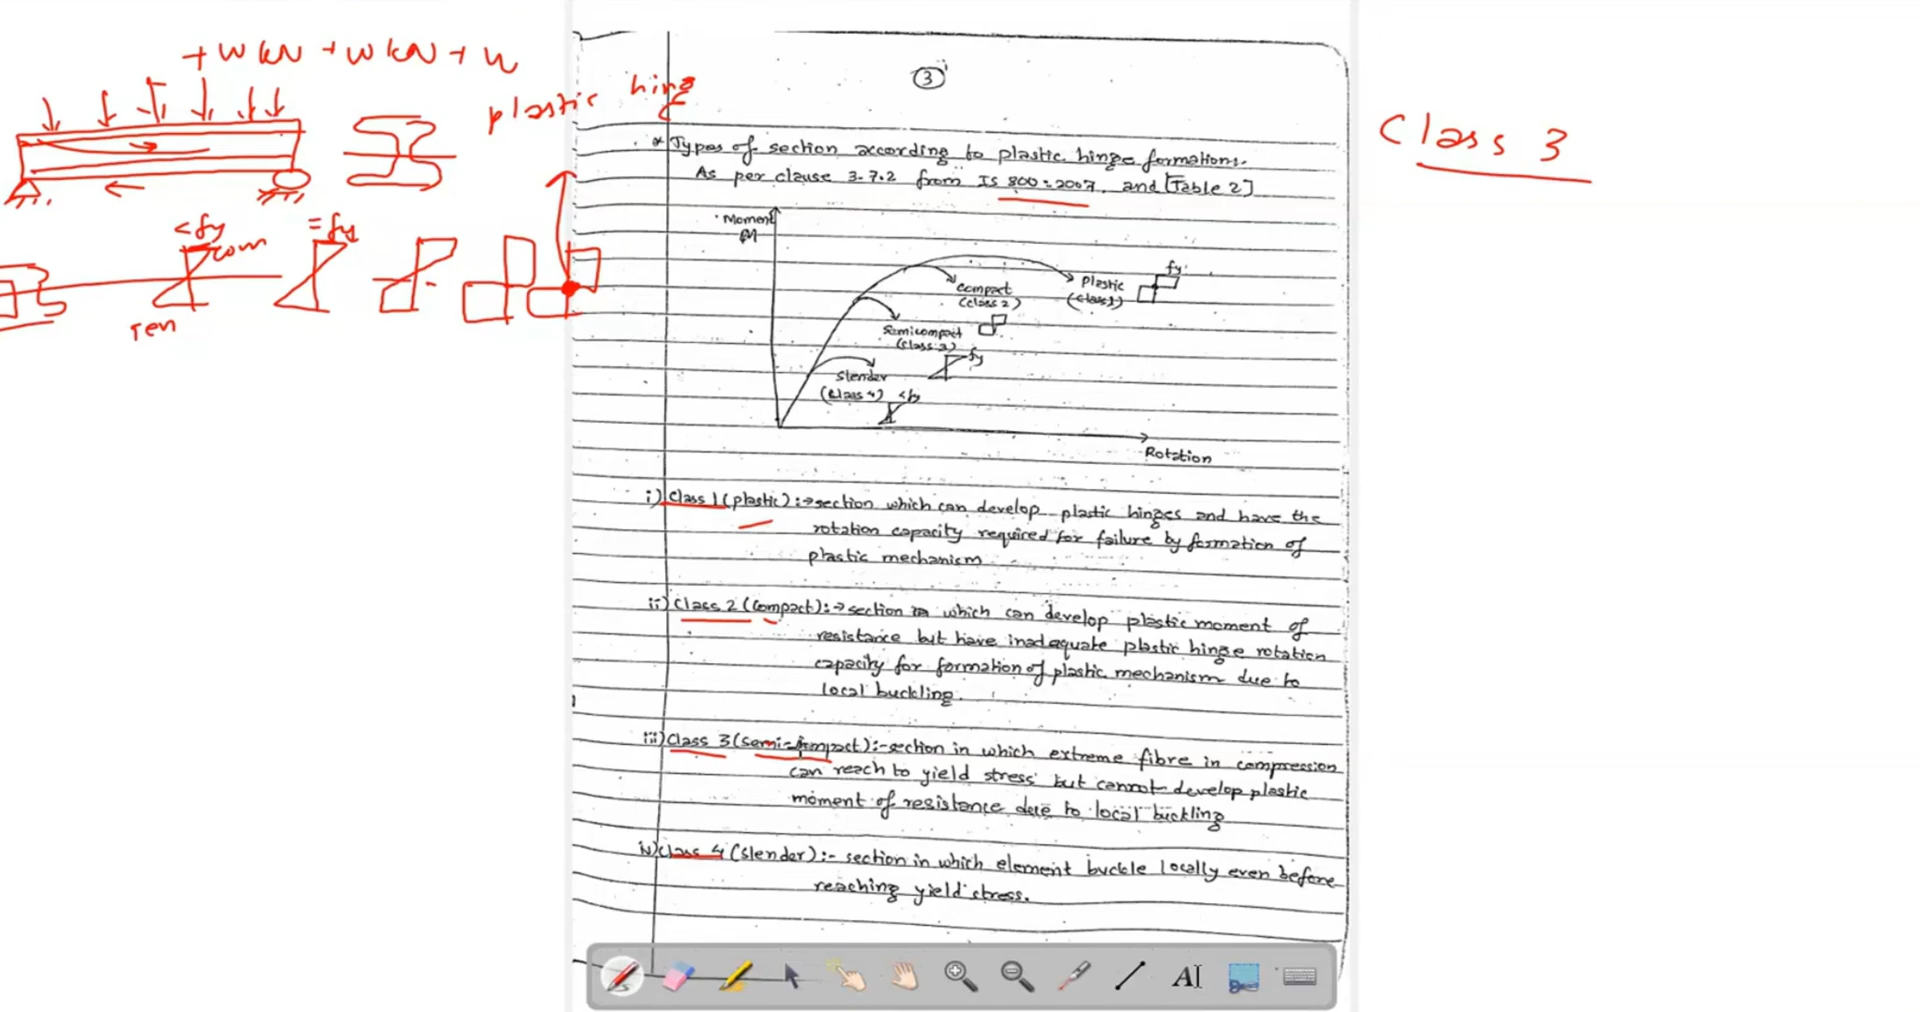 + W kN + W kN + W
plastic hing
<fy
com
= fy
Ten
3
* Types of section according to plastic hinge formations.
As per clause 3.7.2 from IS 800:2007, and [Table 2]
Moment
M
fy
Plastic
(class 1)
Compact
(class 2)
Semicompact
(class 3)
fy
Slender
(class 4) <fy
Rotation
i) Class 1 (plastic) :→ section which can develop plastic hinges and have the
rotation capacity required for failure by formation of
plastic mechanism
ii) Class 2 (Compact) :→ section which can develop plastic moment of
resistance but have inadequate plastic hinge rotation
capacity for formation of plastic mechanism due to
local buckling.
iii) Class 3 (semi-compact) :- section in which extreme fibre in compression
can reach to yield stress but cannot develop plastic
moment of resistance due to local buckling
iv) Class 4 (slender) :- section in which element buckle locally even before
reaching yield stress.
Class 3
AI